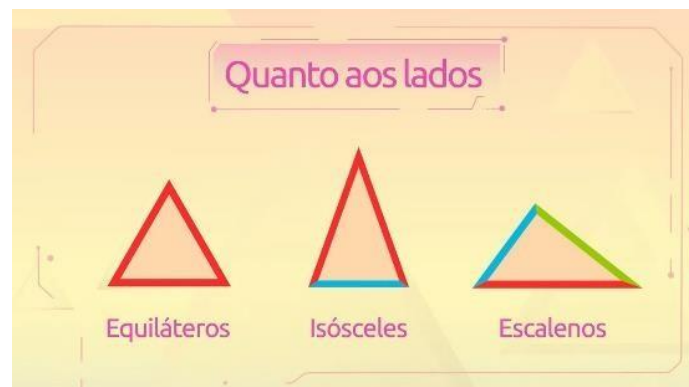 Quanto aos lados
Equiláteros
Isósceles
Escalenos